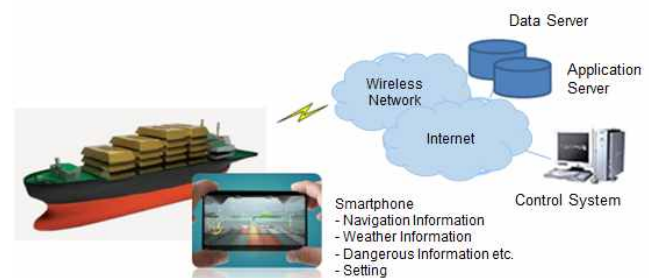 Data Server
Application
Server
Wireless
Network
Internet
Control System
Smartphone
- Navigation Information
- Weather Information
- Dangerous Information etc.
- Setting